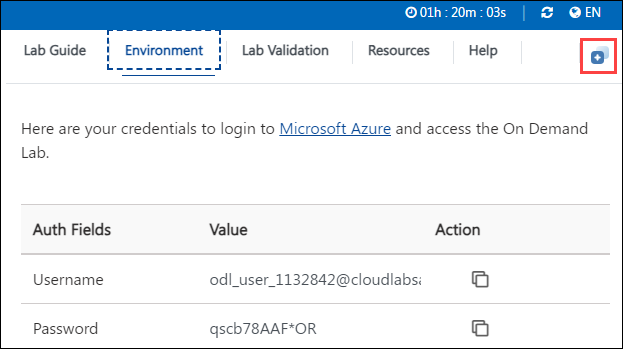 01h : 20m : 03s EN
Lab Guide Environment Lab Validation Resources Help
Here are your credentials to login to Microsoft Azure and access the On Demand
Lab.
Auth Fields Value Action
Username odl_user_1132842@cloudlabsa
Password qscb78AAF*OR